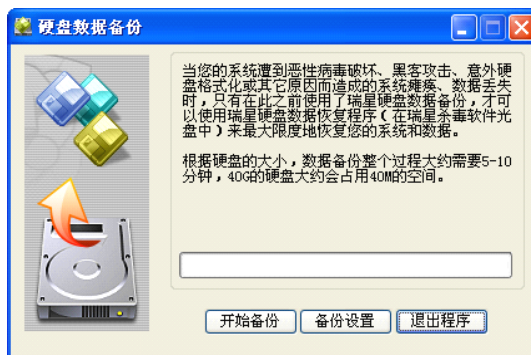 硬盘数据备份
当您的系统遭到恶性病毒破坏、黑客攻击、意外硬
盘格式化或其它原因而造成的系统瘫痪、数据丢失
时，只有在此之前使用了瑞星硬盘数据备份，才可
以使用瑞星硬盘数据恢复程序（在瑞星杀毒软件光
盘中）来最大限度地恢复您的系统和数据。
根据硬盘的大小，数据备份整个过程大约需要5-10
分钟，40G的硬盘大约会占用40M的空间。
开始备份 备份设置 退出程序